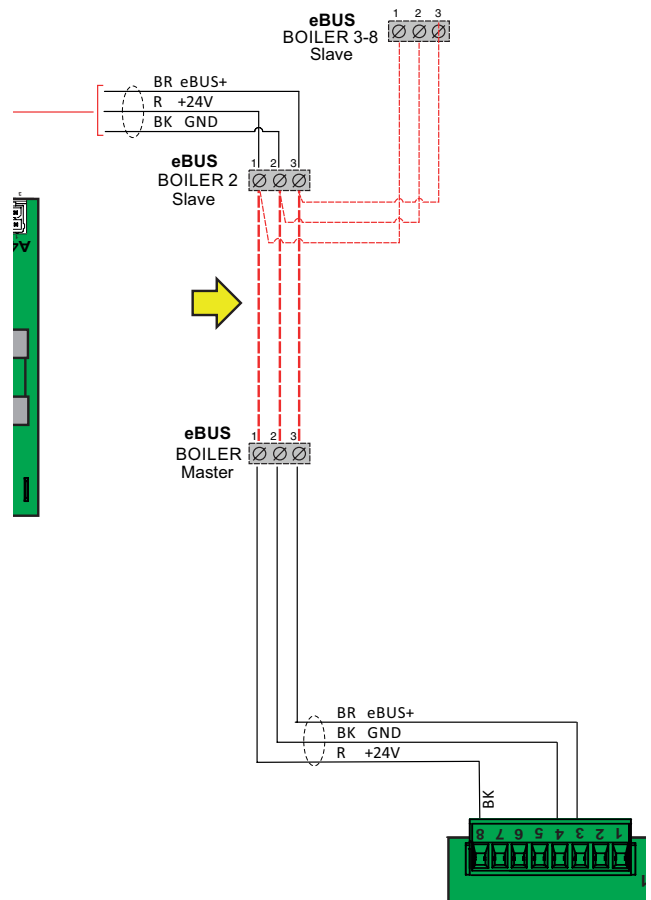 eBUS
BOILER 3-8
Slave
1 2 3
BR eBUS+
R +24V
BK GND
eBUS
BOILER 2
Slave
1 2 3
eBUS
BOILER
Master
1 2 3
BR eBUS+
BK GND
R +24V
BK
8 7 6 5 4 3 2 1